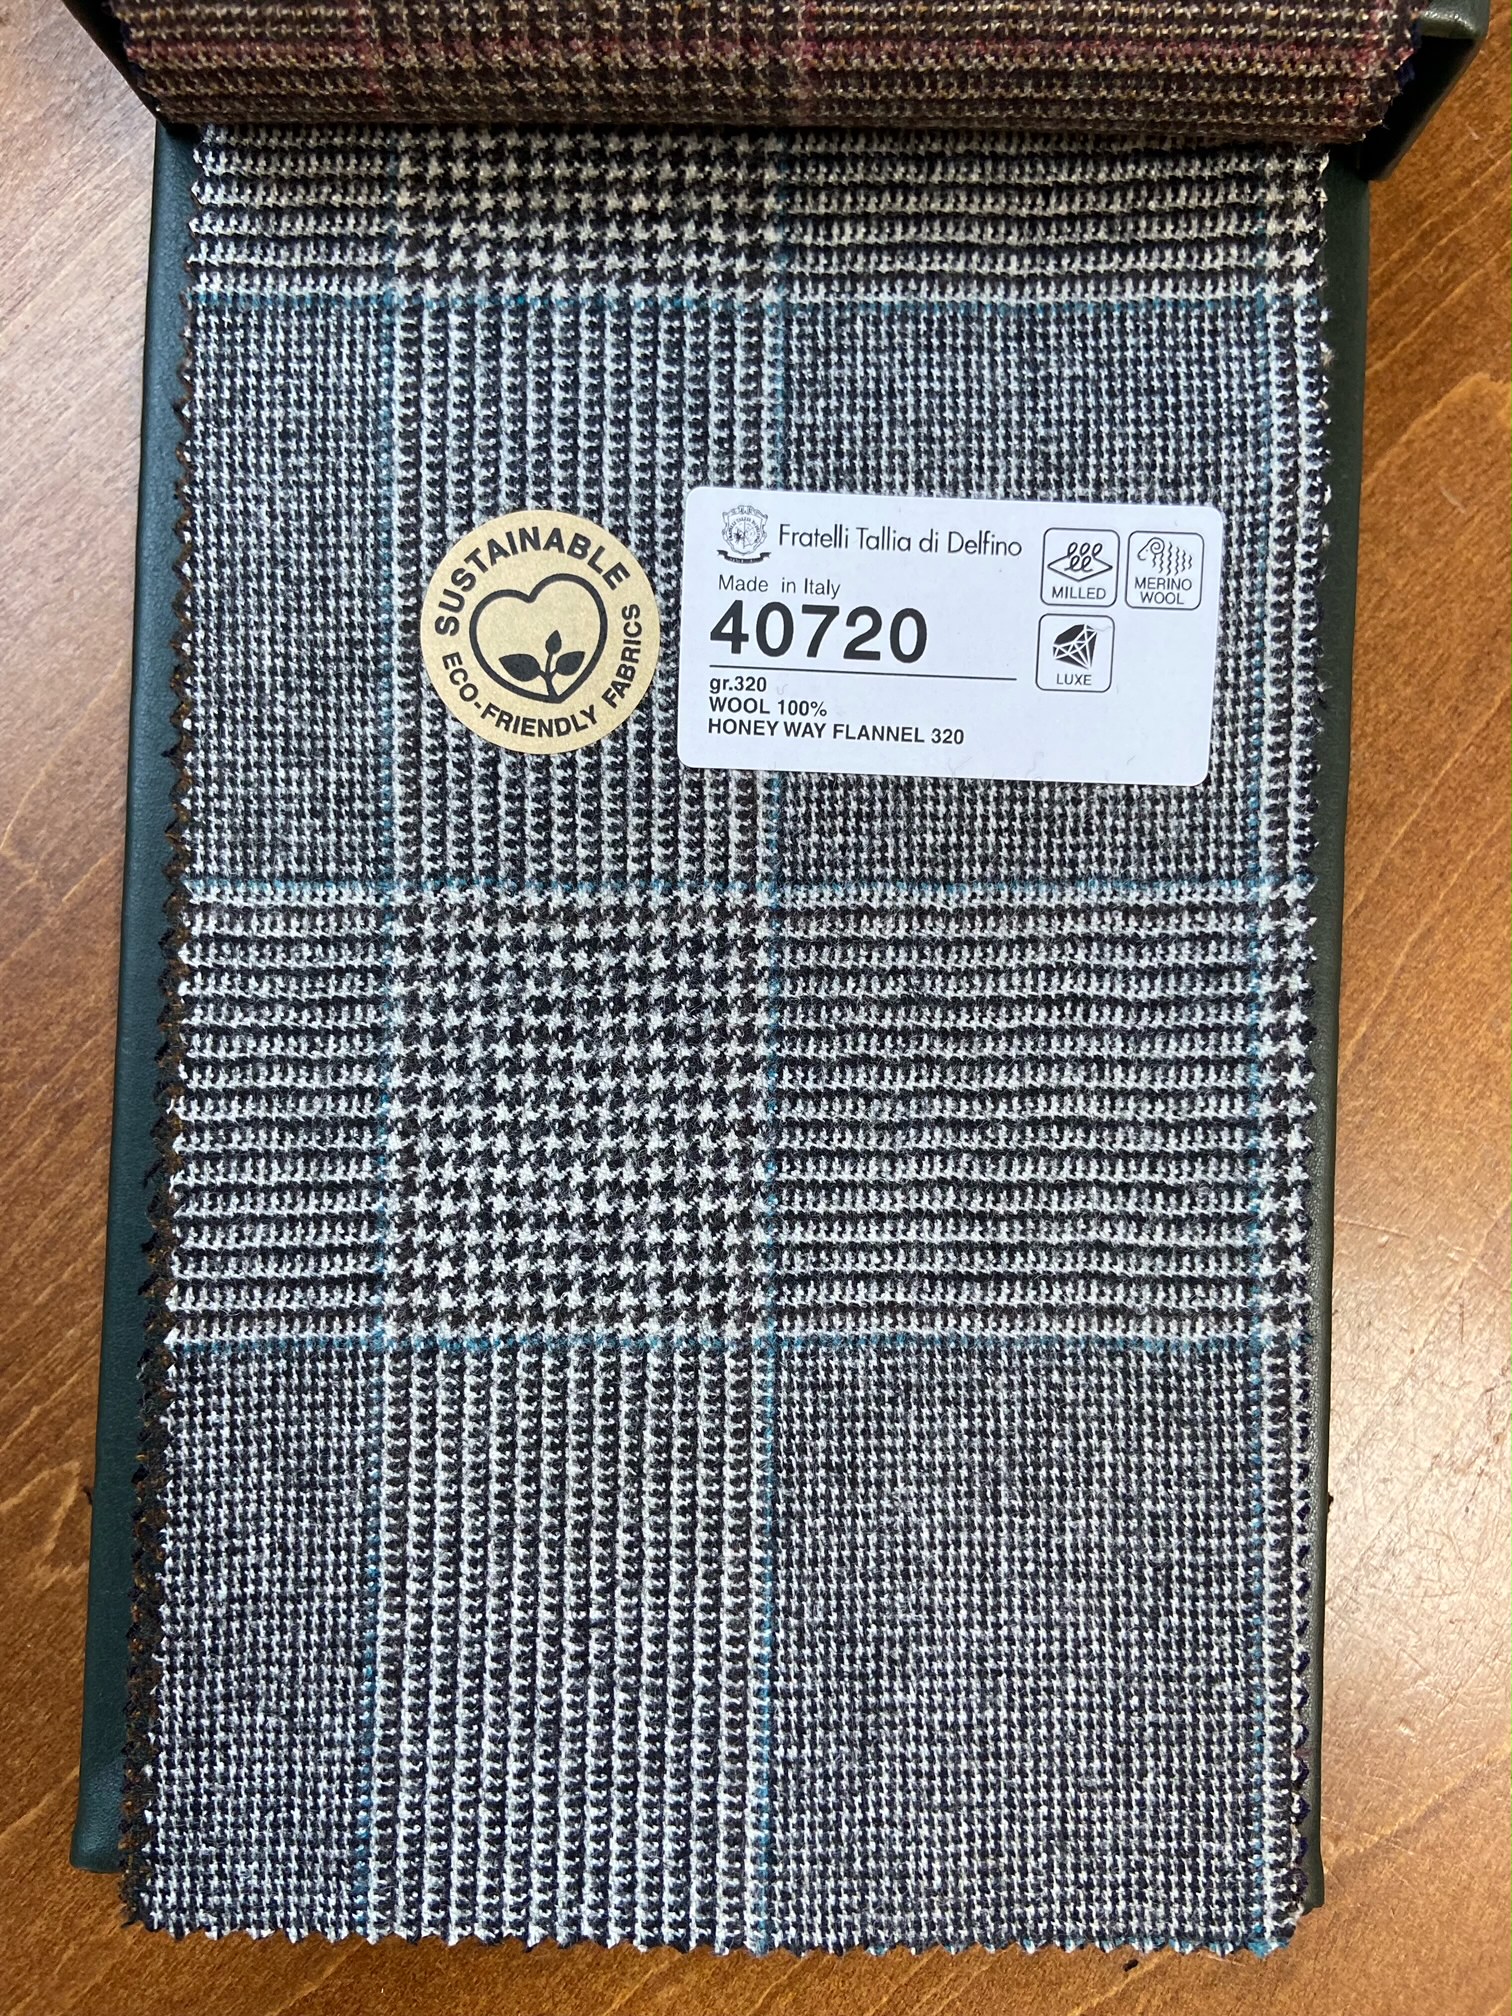 SUSTAINABLE
ECO-FRIENDLY FABRICS
Fratelli Tallia di Delfino
Made in Italy
40720
gr.320
WOOL 100%
HONEY WAY FLANNEL 320
MILLED
MERINO
WOOL
LUXE